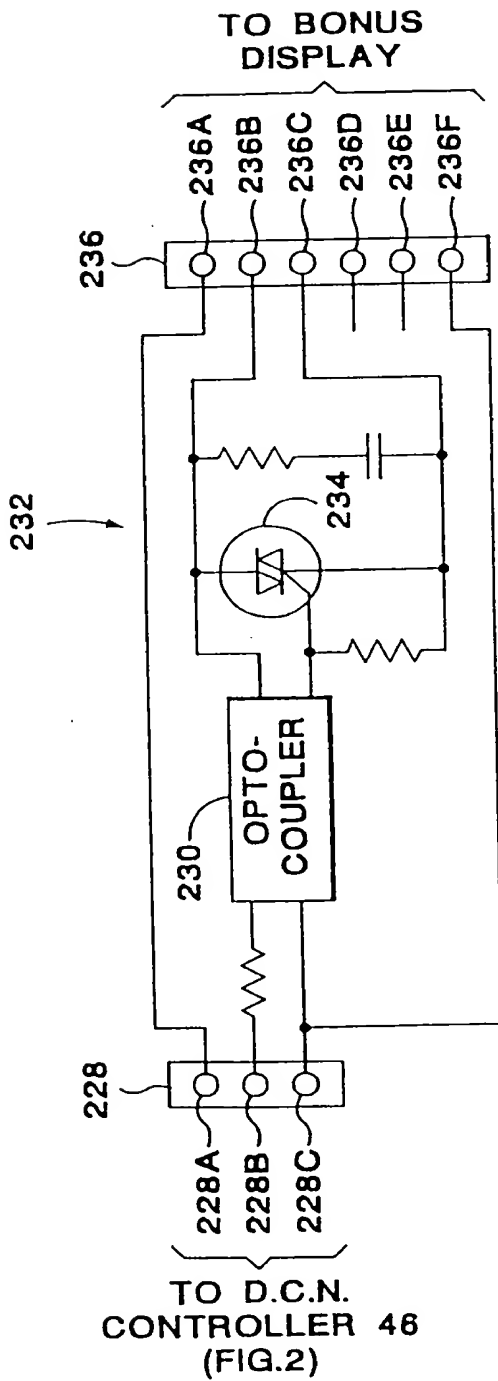 232
TO BONUS
DISPLAY
236
236A
236B
236C
236D
236E
236F
234
230
OPTO-
COUPLER
228
228A
228B
228C
TO D.C.N.
CONTROLLER 46
(FIG.2)